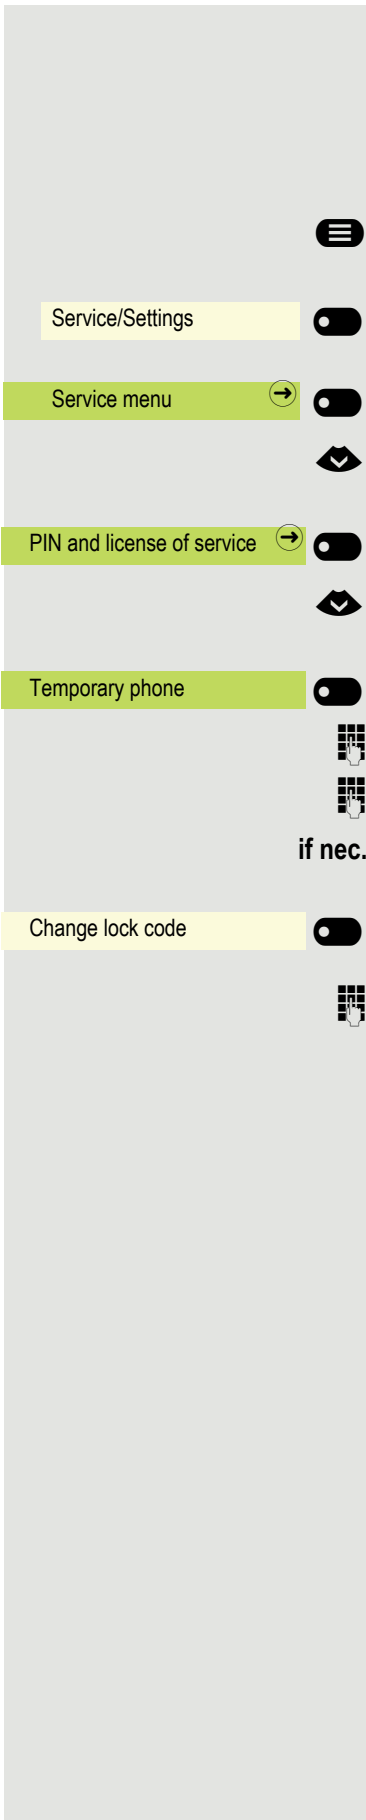 Service/Settings
Service menu
PIN and license of service
Temporary phone
if nec.
Change lock code